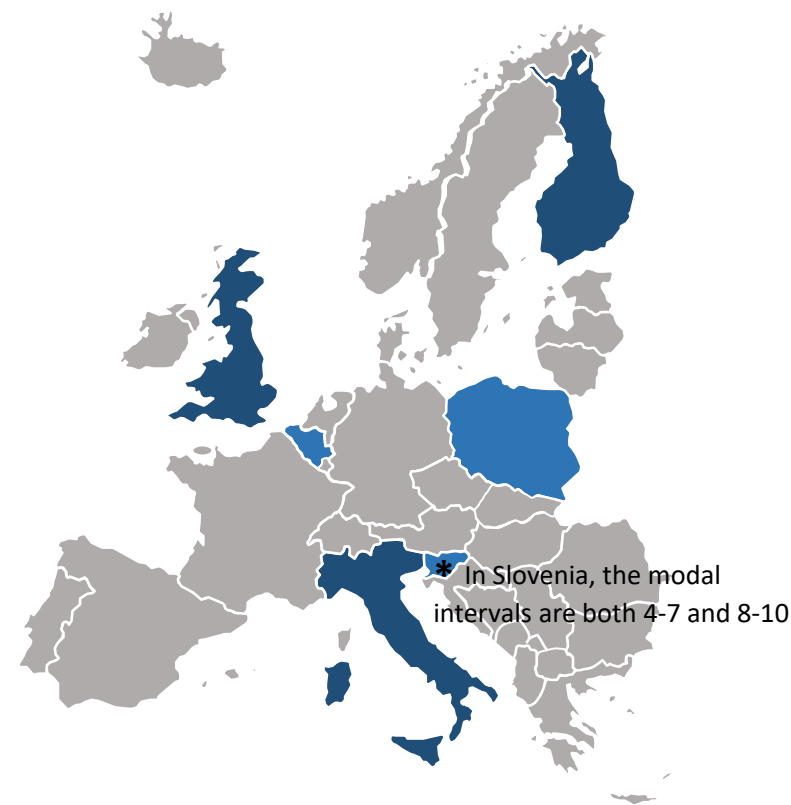 * In Slovenia, the modal
intervals are both 4-7 and 8-10